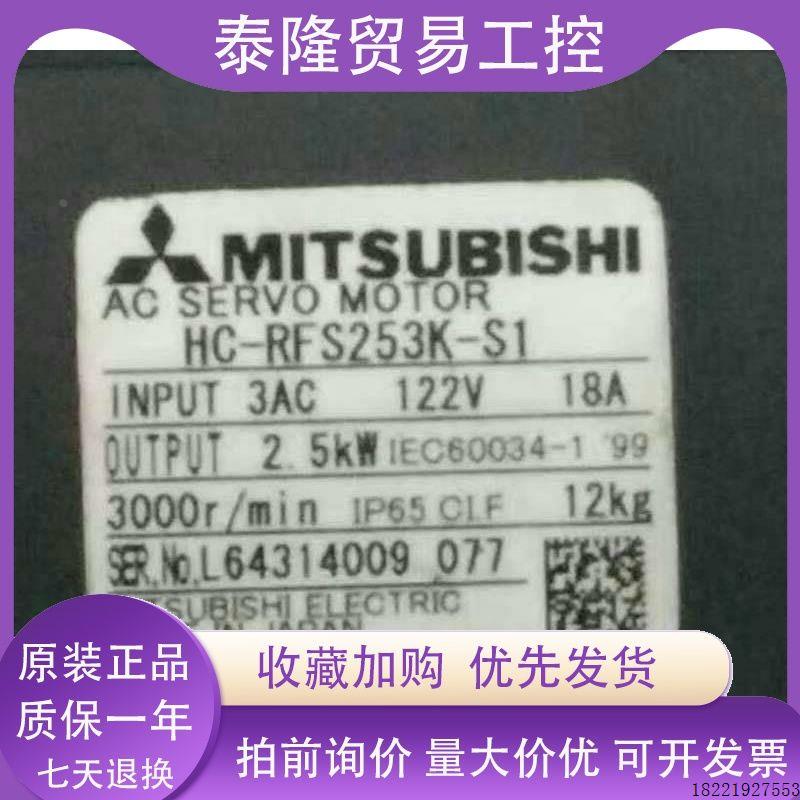 泰隆贸易工控
MITSUBISHI
AC SERVO MOTOR
HC-RFS253K-S1
INPUT 3AC 122V 18A
OUTPUT 2.5kW IEC60034-1 '99
3000r/min IP65 Cl.F 12kg
SER.No.L64314009 077
MITSUBISHI ELECTRIC
IN JAPAN
原装正品
质保一年
七天退换
收藏加购 优先发货
拍前询价 量大价优 可开发票
18221927553